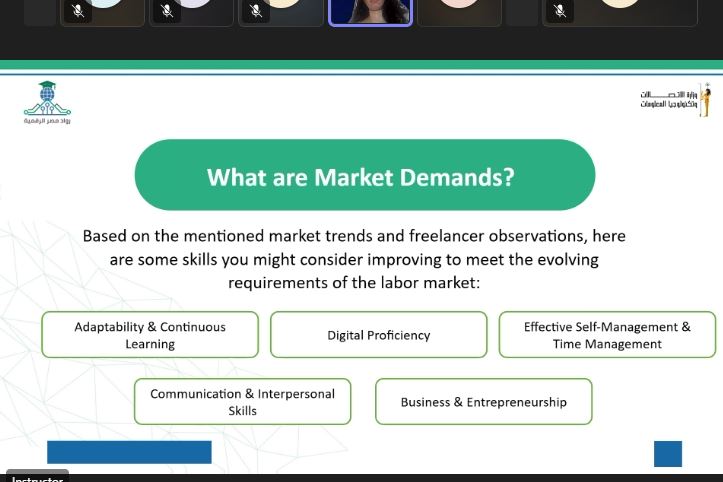 رواد مصر الرقمية
وزارة الاتصـــــالات
وتكنولوجيا المعلومات
What are Market Demands?
Based on the mentioned market trends and freelancer observations, here
are some skills you might consider improving to meet the evolving
requirements of the labor market:
Adaptability & Continuous
Learning
Digital Proficiency
Effective Self-Management &
Time Management
Communication & Interpersonal
Skills
Business & Entrepreneurship
Instructor